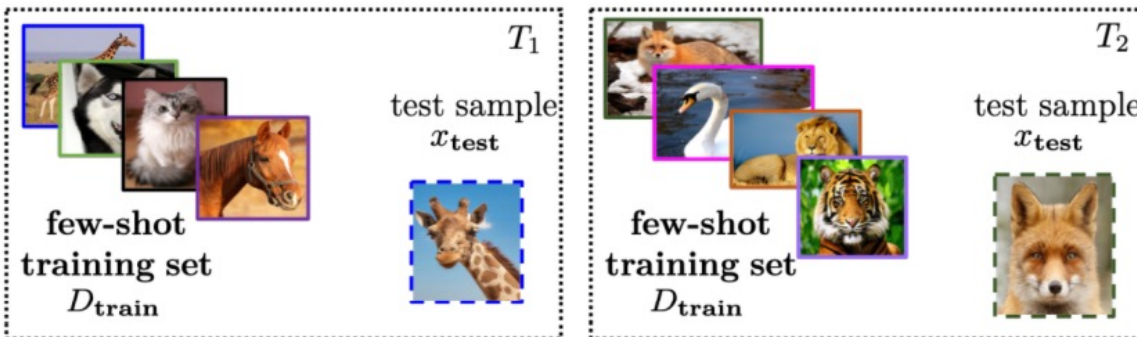 T₁
test sample
x_test
few-shot
training set
D_train
T₂
test sample
x_test
few-shot
training set
D_train